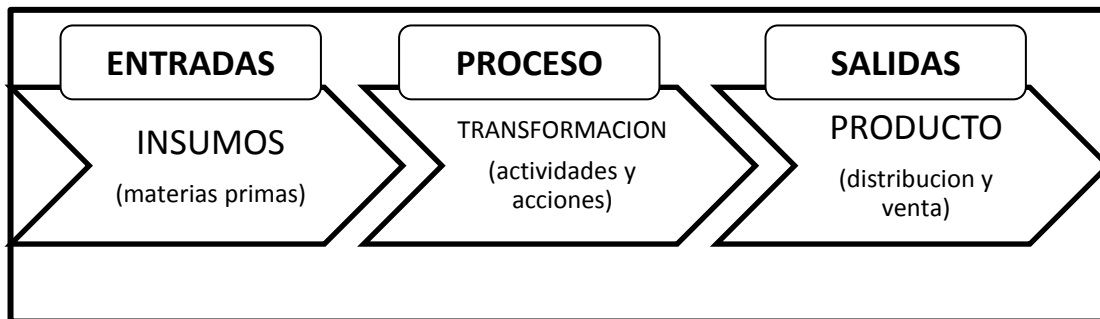 ENTRADAS
INSUMOS
(materias primas)
PROCESO
TRANSFORMACION
(actividades y
acciones)
SALIDAS
PRODUCTO
(distribucion y
venta)